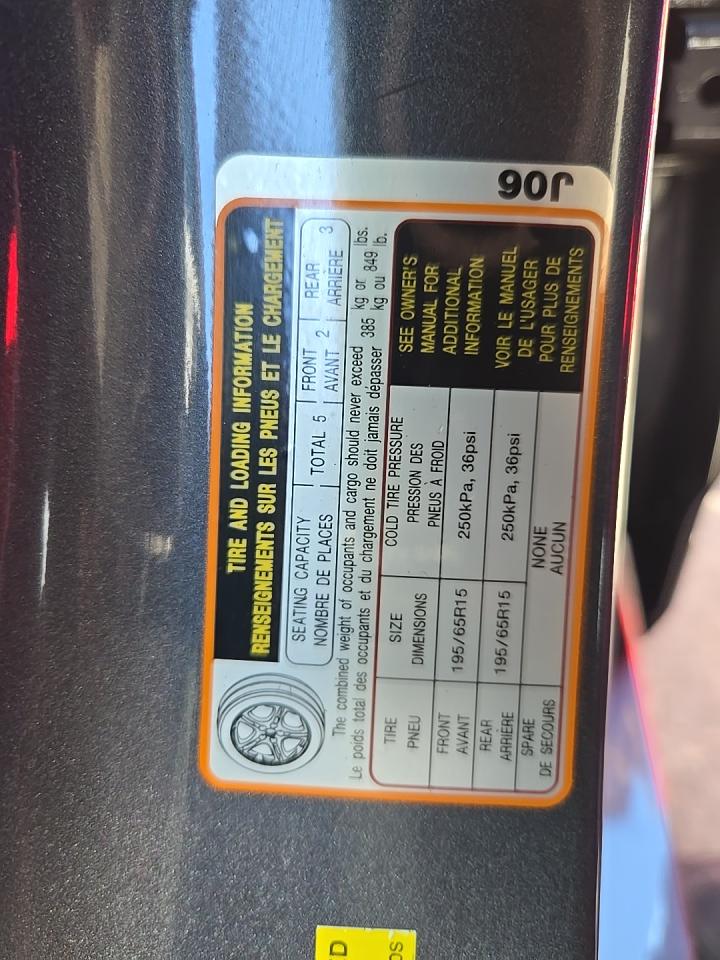 J06
TIRE AND LOADING INFORMATION
RENSEIGNEMENTS SUR LES PNEUS ET LE CHARGEMENT
SEATING CAPACITY
NOMBRE DE PLACES
TOTAL 5
FRONT
AVANT
2
REAR
ARRIÈRE
3
The combined weight of occupants and cargo should never exceed 385 kg or 849 lbs.
Le poids total des occupants et du chargement ne doit jamais dépasser 385 kg ou 849 lb.
TIRE SIZE COLD TIRE PRESSURE
PNEU DIMENSIONS PRESSION DES
PNEUS À FROID
FRONT
AVANT
195/65R15 250kPa, 36psi
REAR
ARRIÈRE
195/65R15 250kPa, 36psi
SPARE
DE SECOURS
NONE
AUCUN
SEE OWNER'S
MANUAL FOR
ADDITIONAL
INFORMATION
VOIR LE MANUEL
DE L'USAGER
POUR PLUS DE
RENSEIGNEMENTS